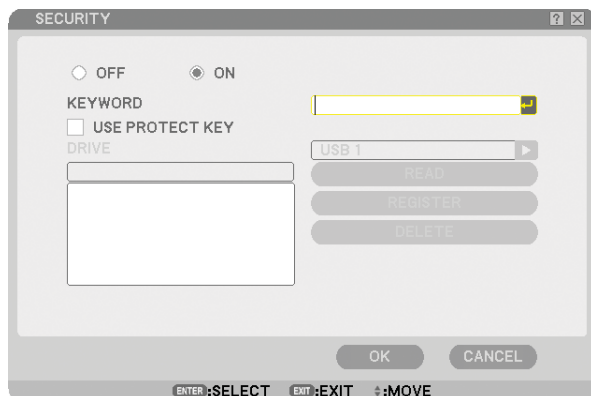 SECURITY ?
OFF ON
KEYWORD
USE PROTECT KEY
DRIVE USB 1
READ
REGISTER
DELETE
OK CANCEL
ENTER:SELECT EXIT:EXIT :MOVE